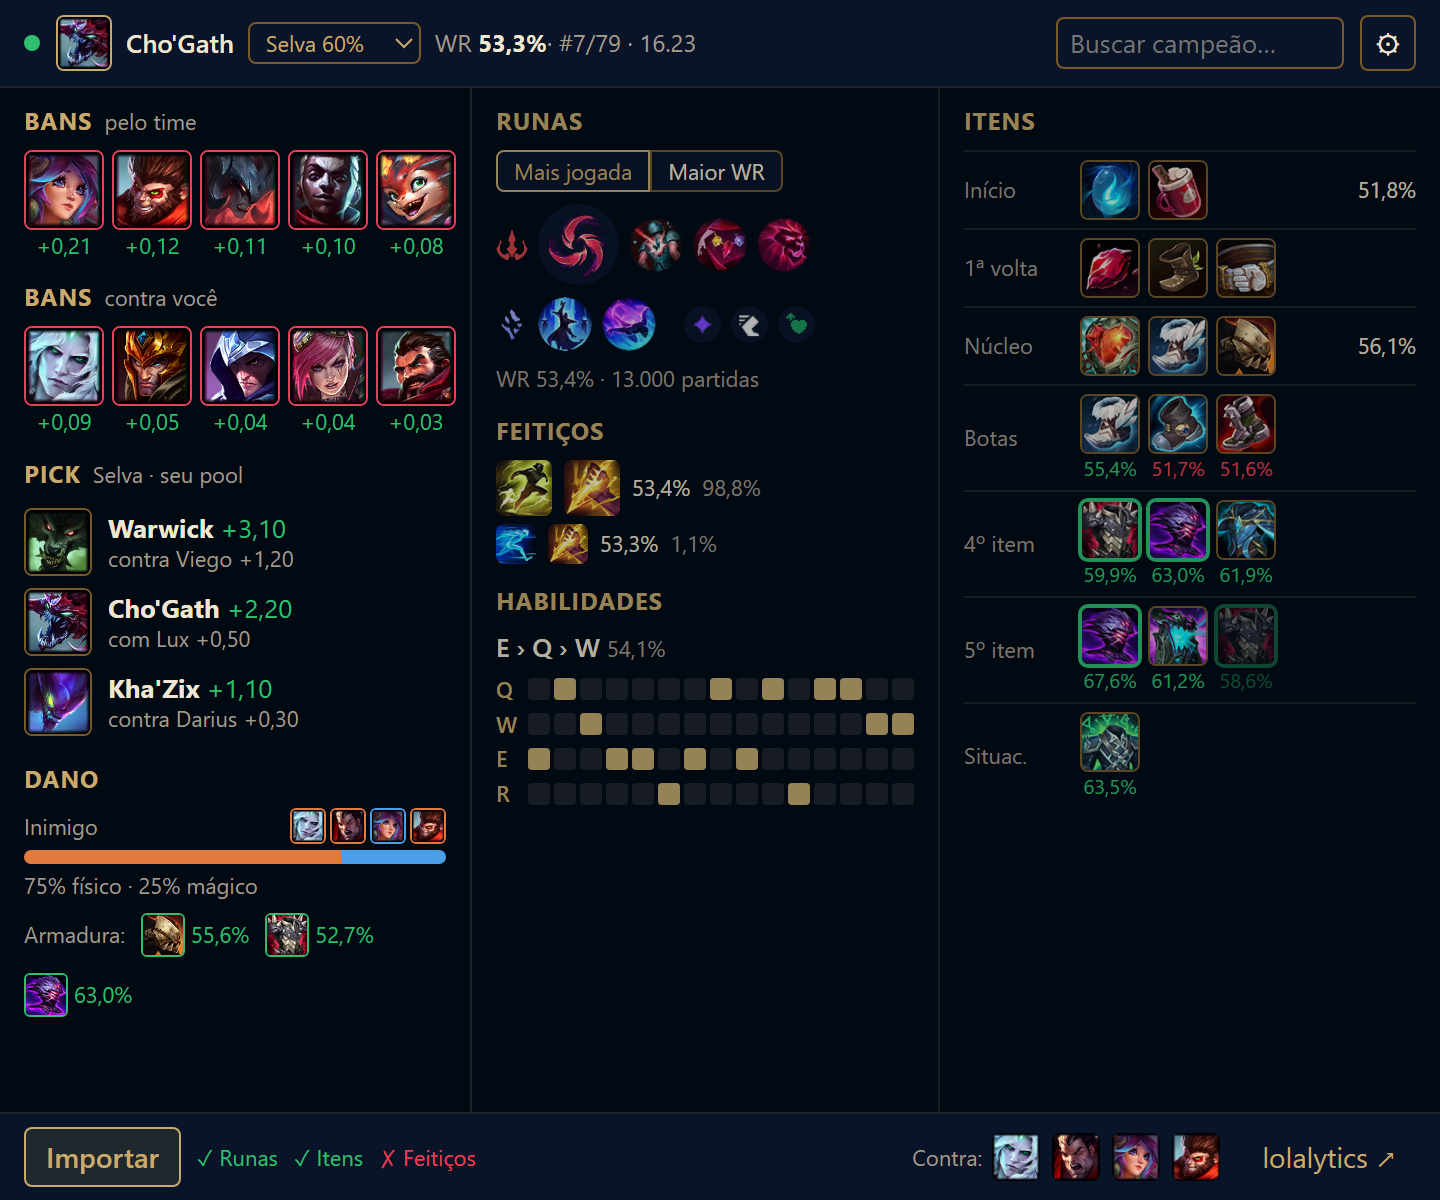 Cho'Gath
Selva 60%
WR 53,3% · #7/79 · 16.23
Buscar campeão...
BANS pelo time
+0,21 +0,12 +0,11 +0,10 +0,08
BANS contra você
+0,09 +0,05 +0,04 +0,04 +0,03
PICK Selva · seu pool
Warwick +3,10
contra Viego +1,20
Cho'Gath +2,20
com Lux +0,50
Kha'Zix +1,10
contra Darius +0,30
DANO
Inimigo
75% físico · 25% mágico
Armadura: 55,6% 52,7%
63,0%
RUNAS
Mais jogada Maior WR
WR 53,4% · 13.000 partidas
FEITIÇOS
53,4% 98,8%
53,3% 1,1%
HABILIDADES
E › Q › W 54,1%
Q
W
E
R
ITENS
Início 51,8%
1ª volta
Núcleo 56,1%
Botas
55,4% 51,7% 51,6%
4º item
59,9% 63,0% 61,9%
5º item
67,6% 61,2% 58,6%
Situac.
63,5%
Importar ✓ Runas ✓ Itens ✗ Feitiços
Contra:
lolalytics ↗